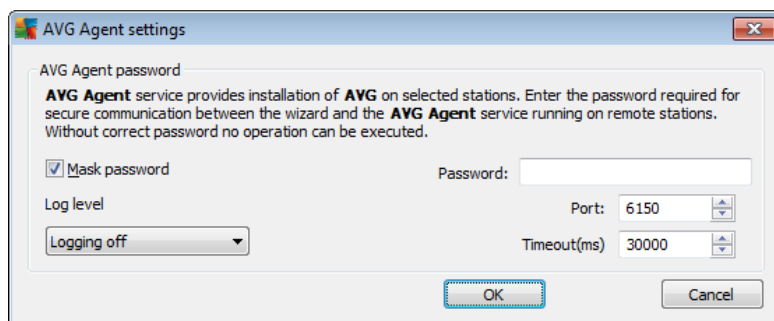 AVG Agent settings
AVG Agent password
AVG Agent service provides installation of AVG on selected stations. Enter the password required for
secure communication between the wizard and the AVG Agent service running on remote stations.
Without correct password no operation can be executed.
Mask password
Password:
Log level
Port: 6150
Logging off
Timeout(ms) 30000
OK
Cancel